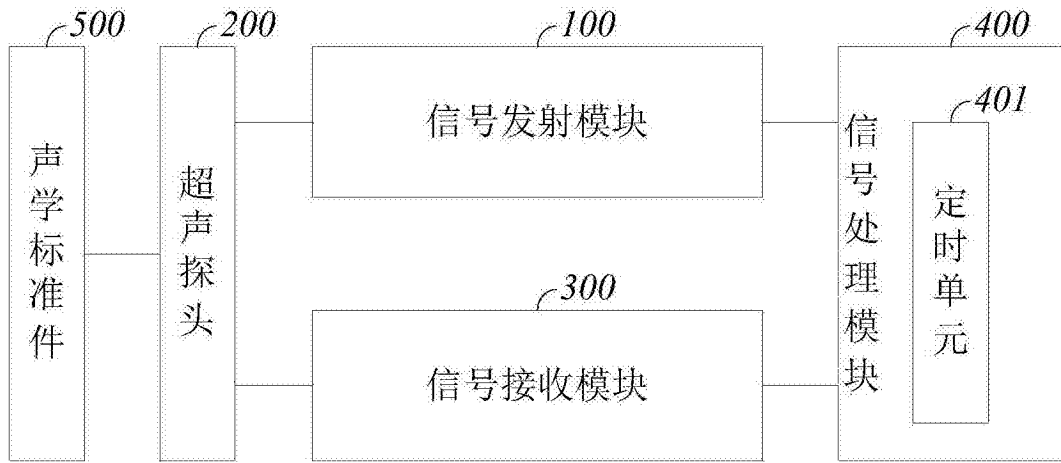 500
200
100
400
401
声学标准件
超声探头
信号发射模块
信号处理模块
定时单元
300
信号接收模块